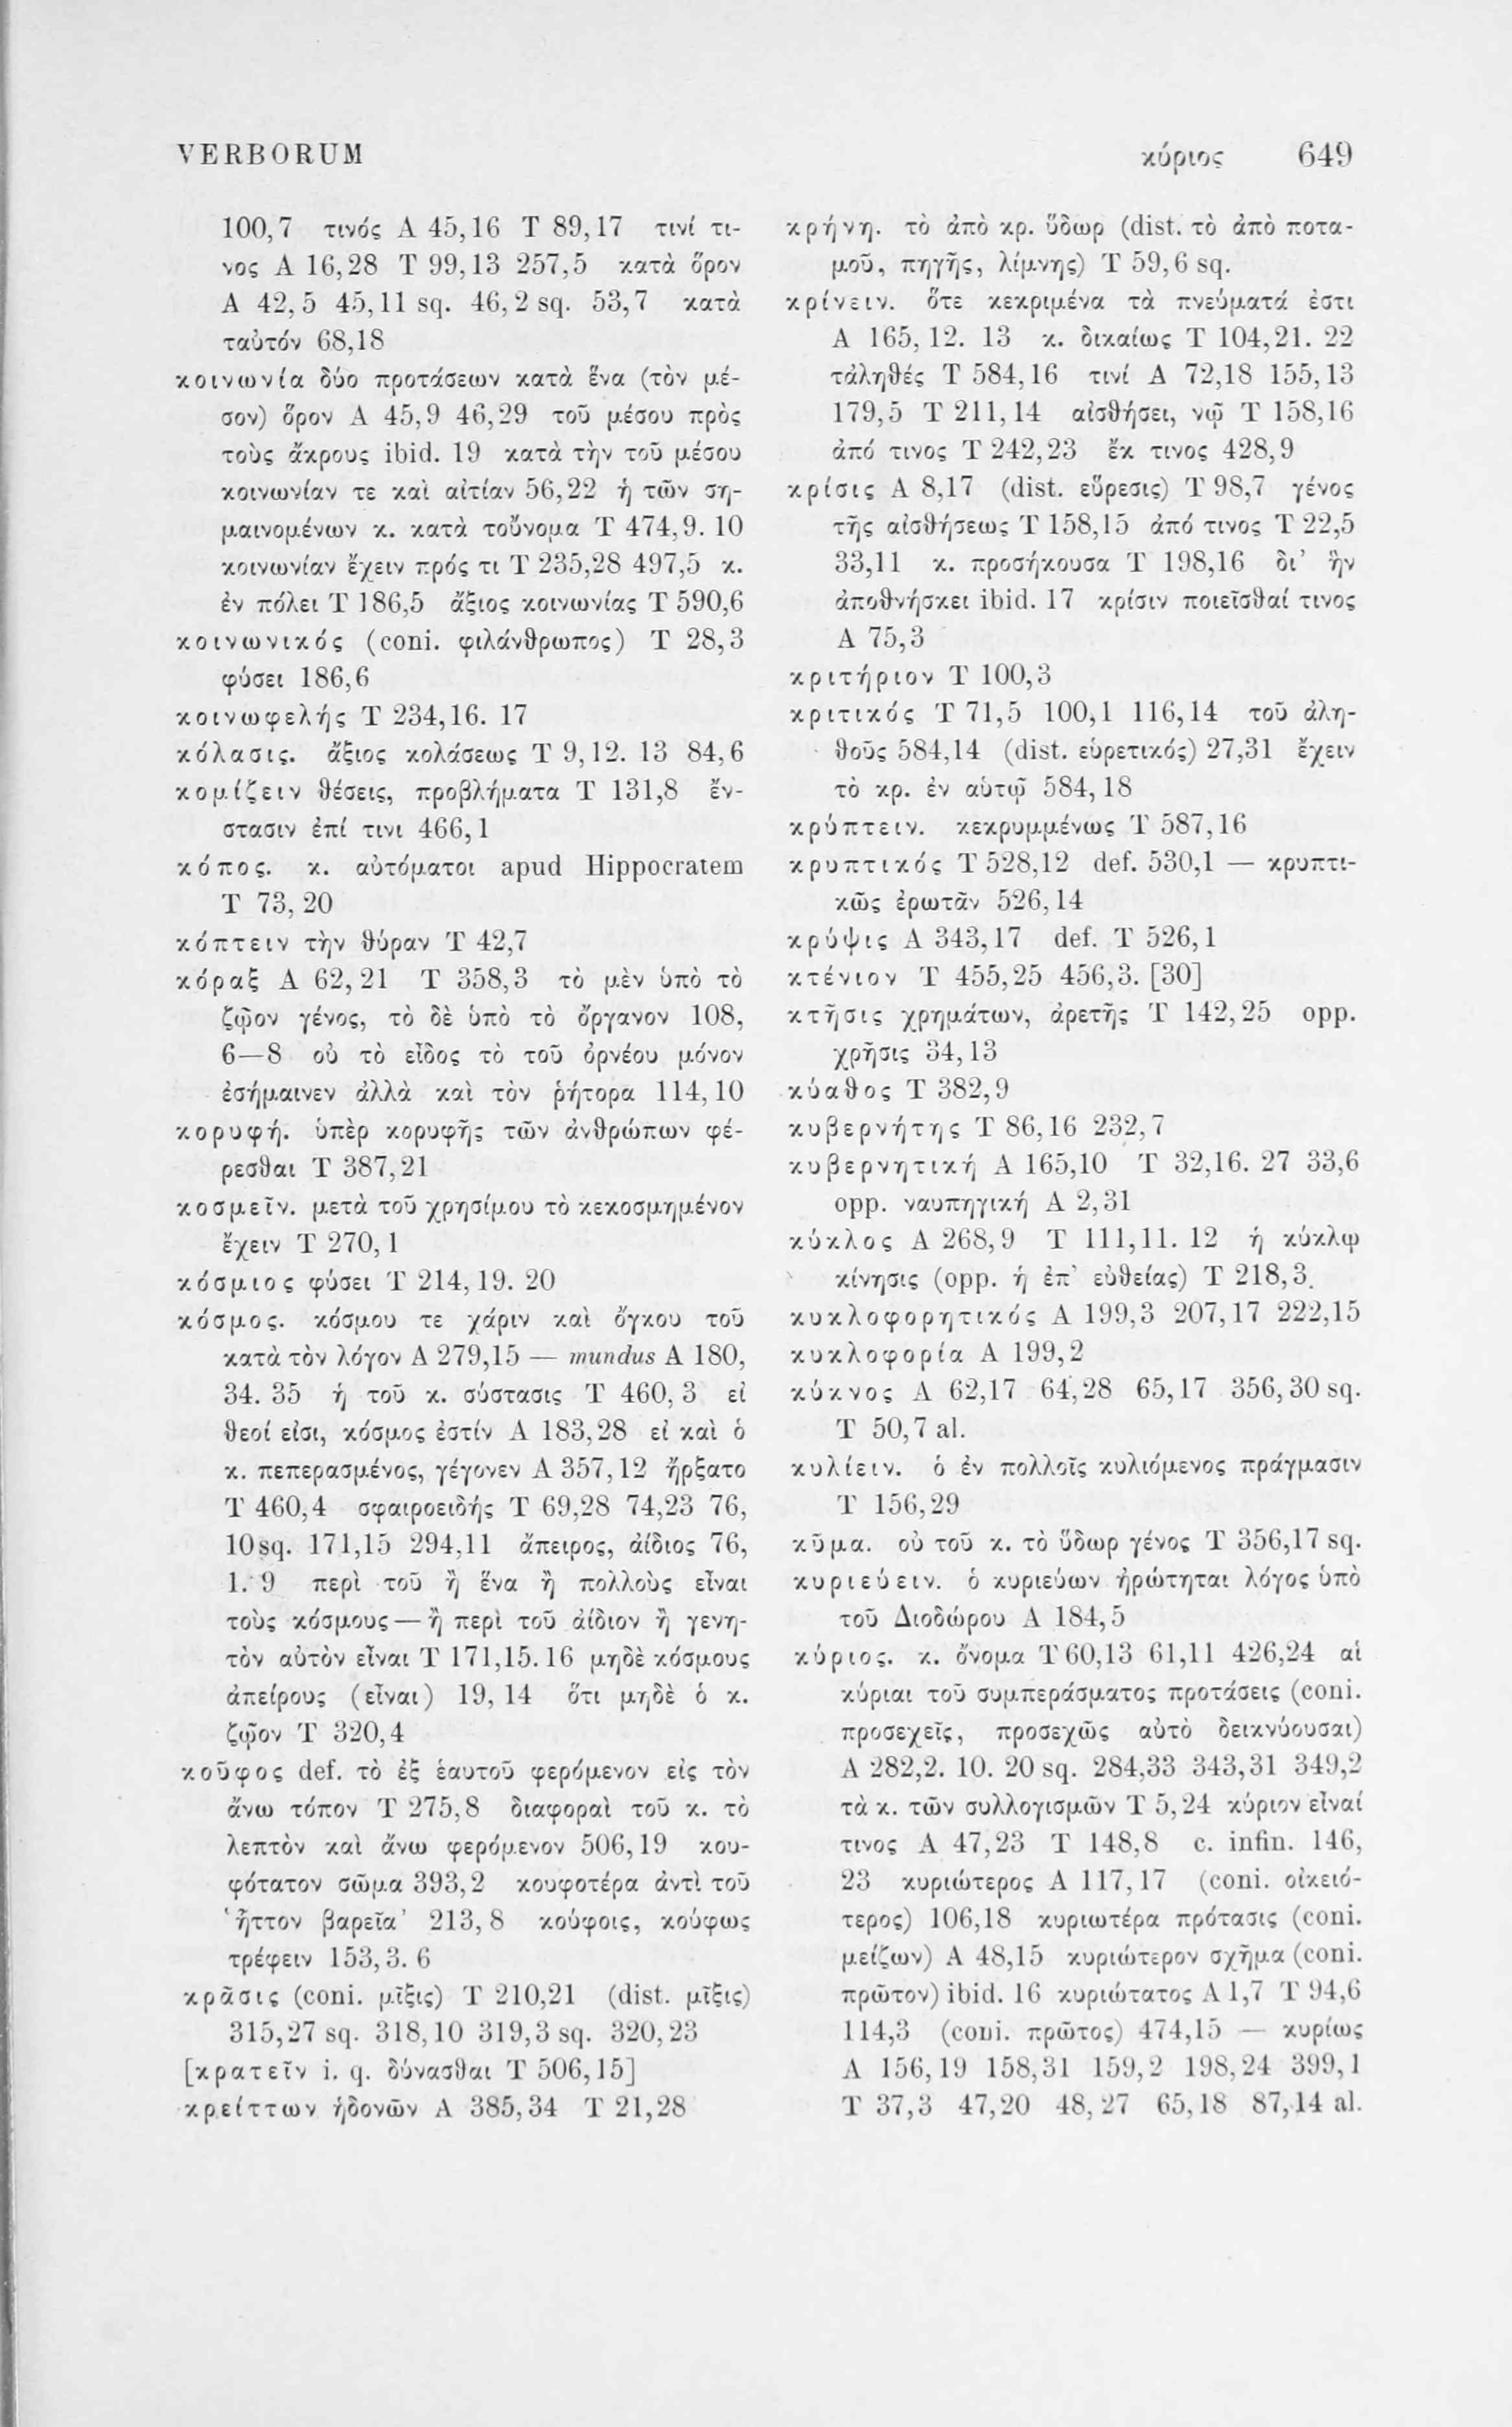 VERBORUM
κύριος 649
100,7 τινός A 45,16 T 89,17 τινί τι-
νος A 16,28 T 99,13 257,5 κατὰ ὅρον
A 42,5 45,11 sq. 46,2 sq. 53,7 κατὰ
ταὐτόν 68,18
κοινωνία δύο προτάσεων κατὰ ἕνα (τὸν μέ-
σον) ὅρον A 45,9 46,29 τοῦ μέσου πρὸς
τοὺς ἄκρους ibid. 19 κατὰ τὴν τοῦ μέσου
κοινωνίαν τε καὶ αἰτίαν 56,22 ἡ τῶν ση-
μαινομένων κ. κατὰ τοὔνομα T 474,9. 10
κοινωνίαν ἔχειν πρός τι T 235,28 497,5 κ.
ἐν πόλει T 186,5 ἄξιος κοινωνίας T 590,6
κοινωνικός (coni. φιλάνθρωπος) T 28,3
φύσει 186,6
κοινωφελής T 234,16. 17
κόλασις. ἄξιος κολάσεως T 9,12. 13 84,6
κομίζειν θέσεις, προβλήματα T 131,8 ἔν-
στασιν ἐπί τινι 466,1
κόπος. κ. αὐτόματοι apud Hippocratem
T 73,20
κόπτειν τὴν θύραν T 42,7
κόραξ A 62,21 T 358,3 τὸ μὲν ὑπὸ τὸ
ζῷον γένος, τὸ δὲ ὑπὸ τὸ ὄργανον 108,
6—8 οὐ τὸ εἶδος τὸ τοῦ ὀρνέου μόνον
ἐσήμαινεν ἀλλὰ καὶ τὸν ῥήτορα 114,10
κορυφή. ὑπὲρ κορυφῆς τῶν ἀνθρώπων φέ-
ρεσθαι T 387,21
κοσμεῖν. μετὰ τοῦ χρησίμου τὸ κεκοσμημένον
ἔχειν T 270,1
κόσμιος φύσει T 214,19. 20
κόσμος. κόσμου τε χάριν καὶ ὄγκου τοῦ
κατὰ τὸν λόγον A 279,15 — mundus A 180,
34. 35 ἡ τοῦ κ. σύστασις T 460,3 εἰ
θεοί εἰσι, κόσμος ἐστίν A 183,28 εἰ καὶ ὁ
κ. πεπερασμένος, γέγονεν A 357,12 ἤρξατο
T 460,4 σφαιροειδής T 69,28 74,23 76,
10 sq. 171,15 294,11 ἄπειρος, ἀίδιος 76,
1. 9 περὶ τοῦ ἢ ἕνα ἢ πολλοὺς εἶναι
τοὺς κόσμους — ἢ περὶ τοῦ ἀίδιον ἢ γενη-
τὸν αὐτὸν εἶναι T 171,15. 16 μηδὲ κόσμους
ἀπείρους (εἶναι) 19,14 ὅτι μηδὲ ὁ κ.
ζῷον T 320,4
κοῦφος def. τὸ ἐξ ἑαυτοῦ φερόμενον εἰς τὸν
ἄνω τόπον T 275,8 διαφοραὶ τοῦ κ. τὸ
λεπτὸν καὶ ἄνω φερόμενον 506,19 κου-
φότατον σῶμα 393,2 κουφοτέρα ἀντὶ τοῦ
‘ἧττον βαρεῖα’ 213,8 κούφοις, κούφως
τρέφειν 153,3. 6
κρᾶσις (coni. μῖξις) T 210,21 (dist. μῖξις)
315,27 sq. 318,10 319,3 sq. 320,23
[κρατεῖν i. q. δύνασθαι T 506,15]
κρείττων ἡδονῶν A 385,34 T 21,28
κρήνη. τὸ ἀπὸ κρ. ὕδωρ (dist. τὸ ἀπὸ ποτα-
μοῦ, πηγῆς, λίμνης) T 59,6 sq.
κρίνειν. ὅτε κεκριμένα τὰ πνεύματά ἐστι
A 165,12. 13 κ. δικαίως T 104,21. 22
τἀληθές T 584,16 τινί A 72,18 155,13
179,5 T 211,14 αἰσθήσει, νῷ T 158,16
ἀπό τινος T 242,23 ἔκ τινος 428,9
κρίσις A 8,17 (dist. εὕρεσις) T 98,7 γένος
τῆς αἰσθήσεως T 158,15 ἀπό τινος T 22,5
33,11 κ. προσήκουσα T 198,16 δι’ ἣν
ἀποθνήσκει ibid. 17 κρίσιν ποιεῖσθαί τινος
A 75,3
κριτήριον T 100,3
κριτικός T 71,5 100,1 116,14 τοῦ ἀλη-
θοῦς 584,14 (dist. εὑρετικός) 27,31 ἔχειν
τὸ κρ. ἐν αὑτῷ 584,18
κρύπτειν. κεκρυμμένως T 587,16
κρυπτικός T 528,12 def. 530,1 — κρυπτι-
κῶς ἐρωτᾶν 526,14
κρύψις A 343,17 def. T 526,1
κτένιον T 455,25 456,3. [30]
κτῆσις χρημάτων, ἀρετῆς T 142,25 opp.
χρῆσις 34,13
κύαθος T 382,9
κυβερνήτης T 86,16 232,7
κυβερνητική A 165,10 T 32,16. 27 33,6
opp. ναυπηγική A 2,31
κύκλος A 268,9 T 111,11. 12 ἡ κύκλῳ
κίνησις (opp. ἡ ἐπ’ εὐθείας) T 218,3
κυκλοφορητικός A 199,3 207,17 222,15
κυκλοφορία A 199,2
κύκνος A 62,17 64,28 65,17 356,30 sq.
T 50,7 al.
κυλίειν. ὁ ἐν πολλοῖς κυλιόμενος πράγμασιν
T 156,29
κῦμα. οὐ τοῦ κ. τὸ ὕδωρ γένος T 356,17 sq.
κυριεύειν. ὁ κυριεύων ἠρώτηται λόγος ὑπὸ
τοῦ Διοδώρου A 184,5
κύριος. κ. ὄνομα T 60,13 61,11 426,24 αἱ
κύριαι τοῦ συμπεράσματος προτάσεις (coni.
προσεχεῖς, προσεχῶς αὐτὸ δεικνύουσαι)
A 282,2. 10. 20 sq. 284,33 343,31 349,2
τὰ κ. τῶν συλλογισμῶν T 5,24 κύριον εἶναί
τινος A 47,23 T 148,8 c. infin. 146,
23 κυριώτερος A 117,17 (coni. οἰκειό-
τερος) 106,18 κυριωτέρα πρότασις (coni.
μείζων) A 48,15 κυριώτερον σχῆμα (coni.
πρῶτον) ibid. 16 κυριώτατος A 1,7 T 94,6
114,3 (coni. πρῶτος) 474,15 — κυρίως
A 156,19 158,31 159,2 198,24 399,1
T 37,3 47,20 48,27 65,18 87,14 al.